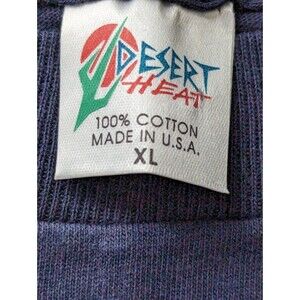 DESERT
HEAT
100% COTTON
MADE IN U.S.A.
XL